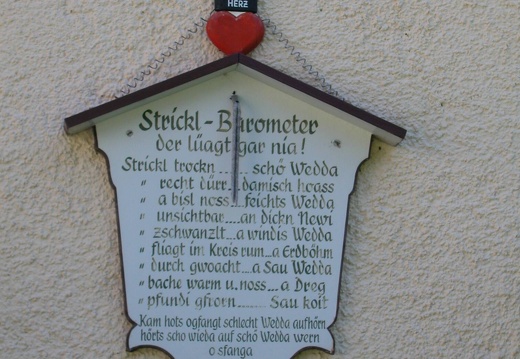 HERZ
Strickl-Barometer
der lüagt gar nia!
Strickl trockn ..... schö Wedda
" recht dürr...damisch hoass
" a bisl noss...feichts Wedda
" unsichtbar....an dickn Newi
" zschwanzlt...a windis Wedda
" fliagt im Kreis rum...a Erdböhm
" durch gwoacht...a Sau Wedda
" bache warm u. noss...a Dreg
" pfundi gfrorn....... Sau koit
Kam hots ogfangt schlecht Wedda aufhörn
hörts scho wieda auf schö Wedda wern
o sfanga